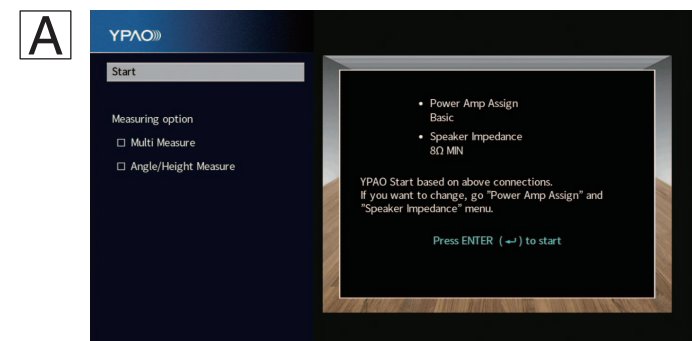 A
YPAO
Start
Measuring option
Multi Measure
Angle/Height Measure
• Power Amp Assign
Basic
• Speaker Impedance
8Ω MIN
YPAO Start based on above connections.
If you want to change, go "Power Amp Assign" and
"Speaker Impedance" menu.
Press ENTER (↵) to start